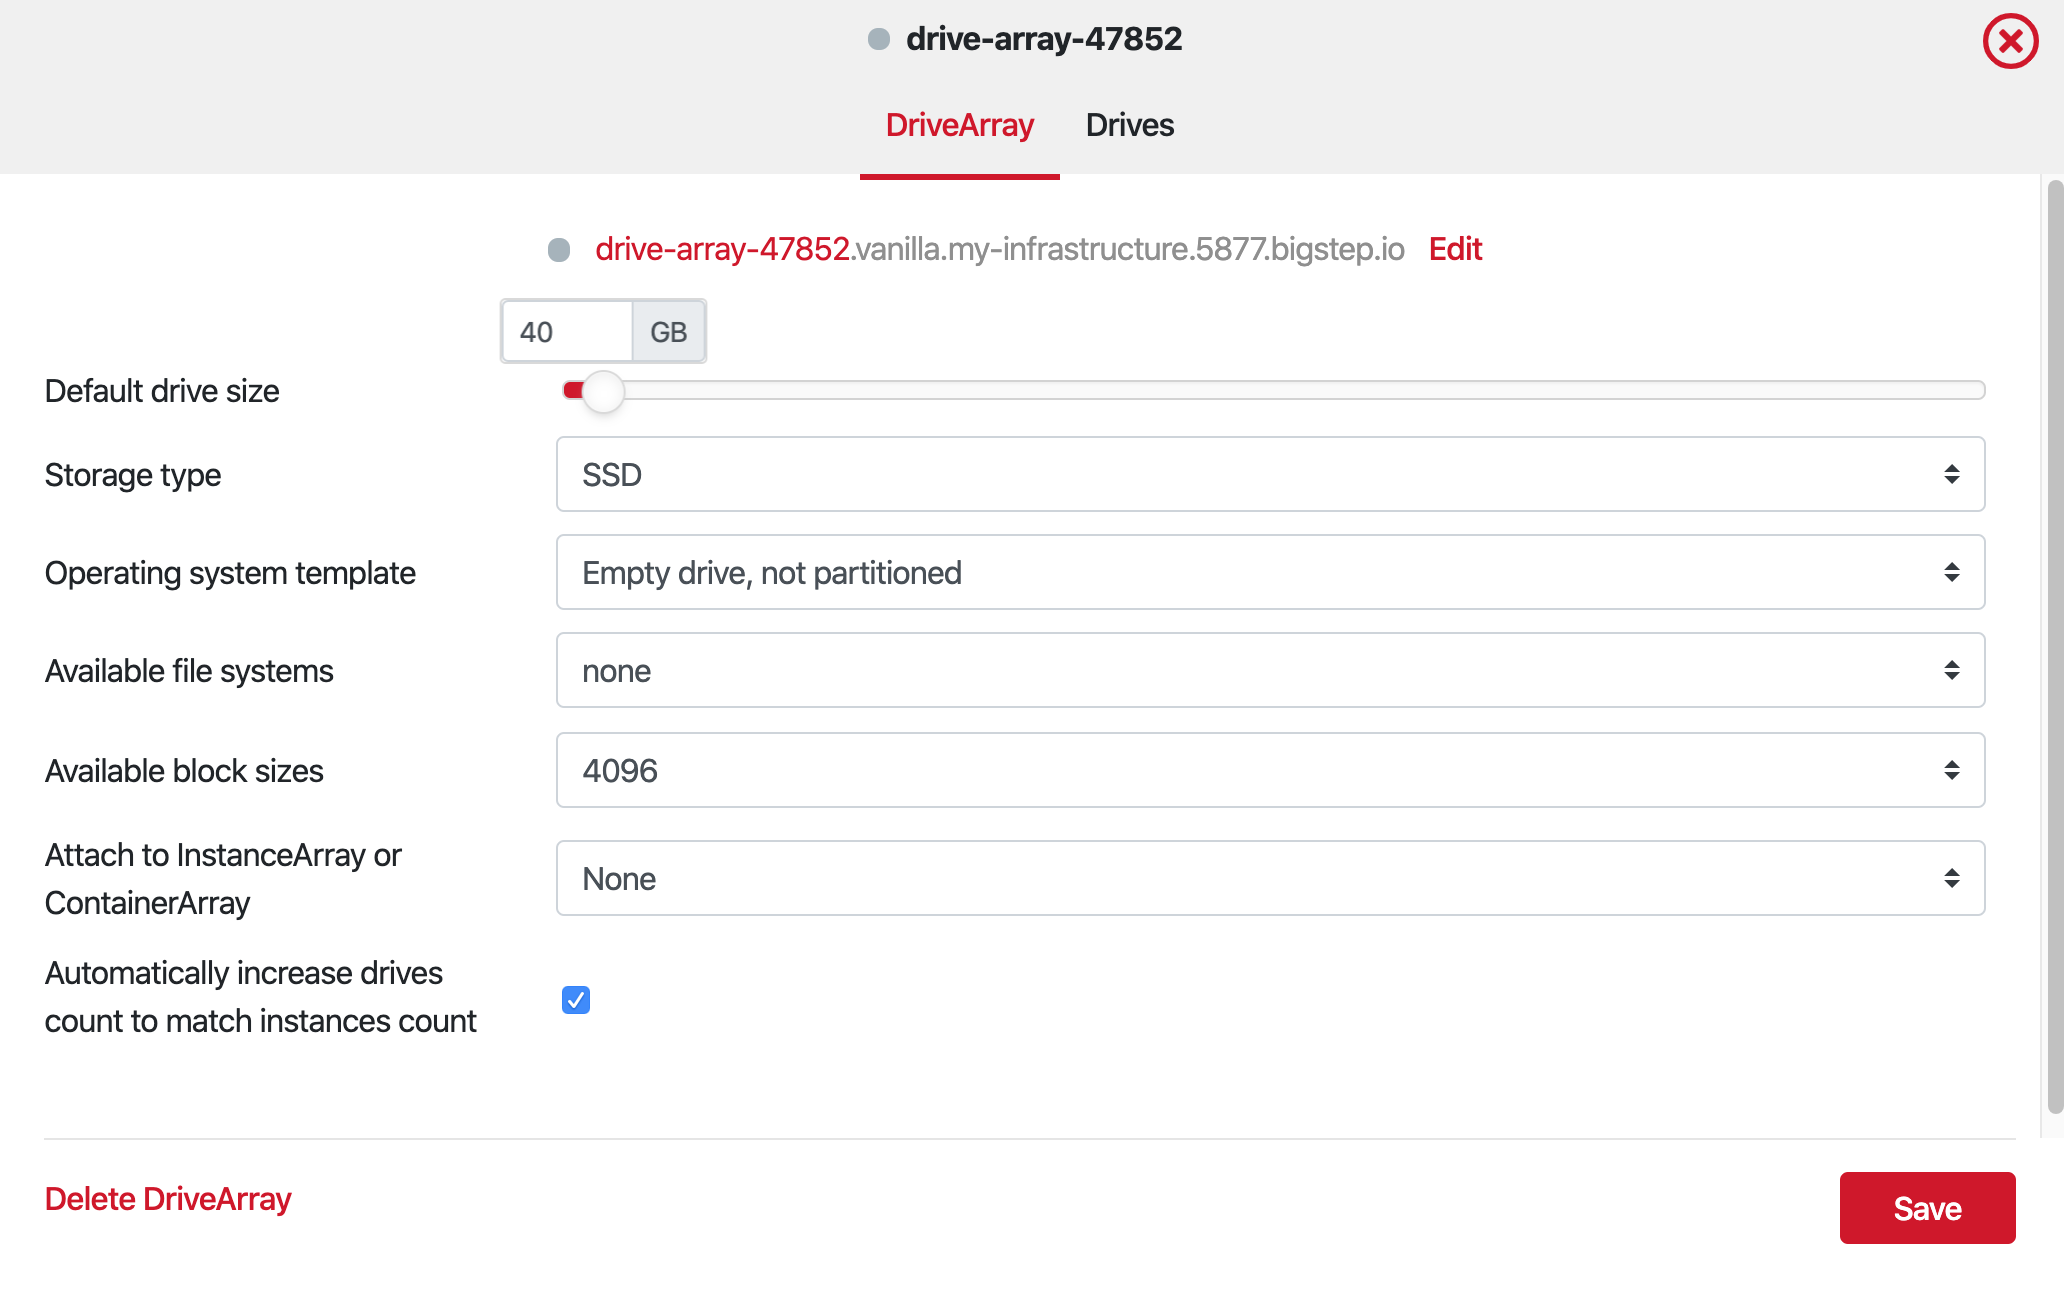 drive-array-47852
DriveArray Drives
drive-array-47852.vanilla.my-infrastructure.5877.bigstep.io Edit
40 GB
Default drive size
Storage type SSD
Operating system template Empty drive, not partitioned
Available file systems none
Available block sizes 4096
Attach to InstanceArray or
ContainerArray
None
Automatically increase drives
count to match instances count
Delete DriveArray Save